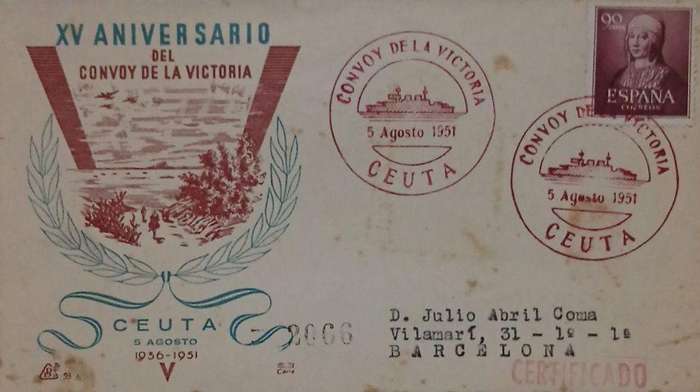 XV ANIVERSARIO
DEL
CONVOY DE LA VICTORIA
CEUTA
5 AGOSTO
1936-1951
V
CONVOY DE LA VICTORIA
5 Agosto 1951
CEUTA
90
ESPAÑA
CORREOS
CONVOY DE LA VICTORIA
5 Agosto 1951
CEUTA
2066
D. Julio Abril Coma
Vilamarí, 31 - 1º - 1ª
BARCELONA
CERTIFICADO